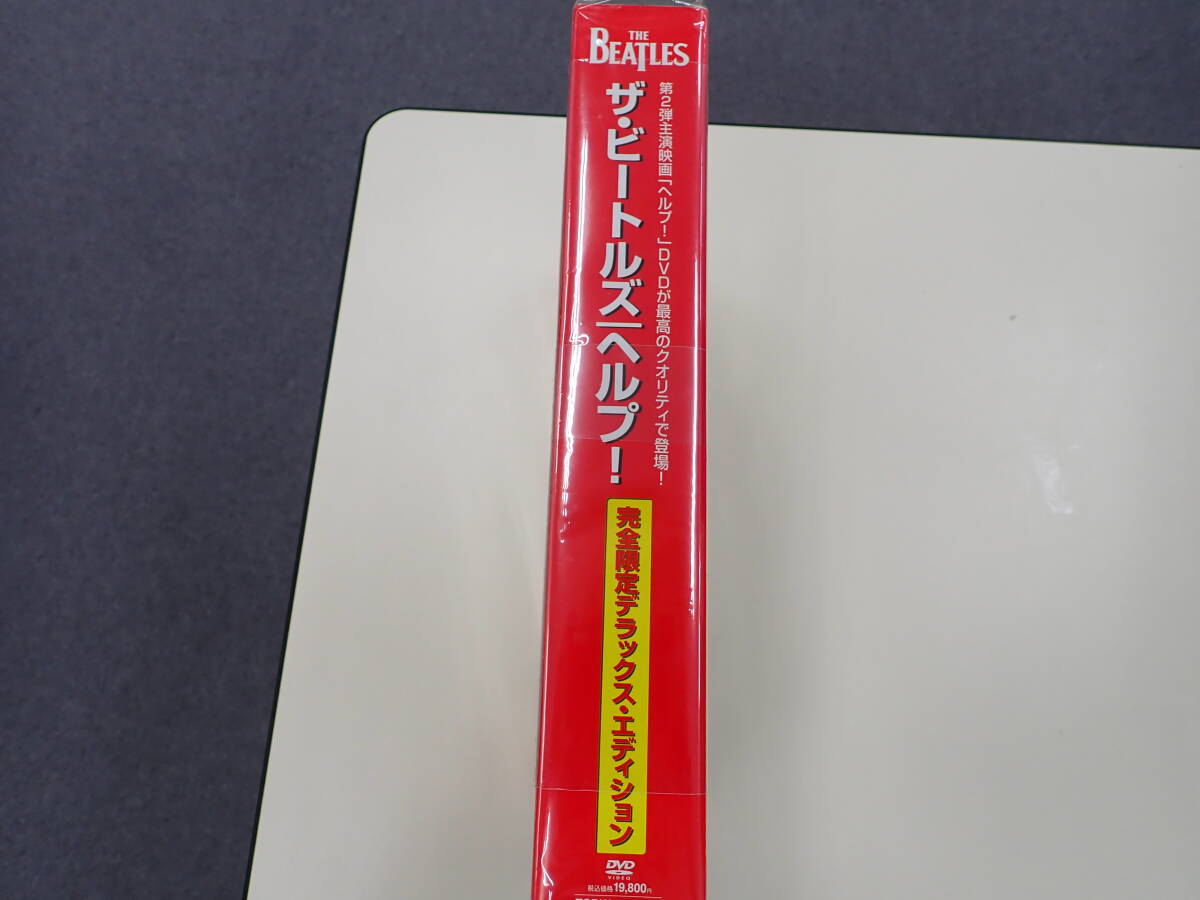 THE
BEATLES
第2弾主演映画「ヘルプ!」DVDが最高のクオリティで登場!
ザ・ビートルズ|ヘルプ!
完全限定デラックス・エディション
DVD
VIDEO
税込価格19,800円